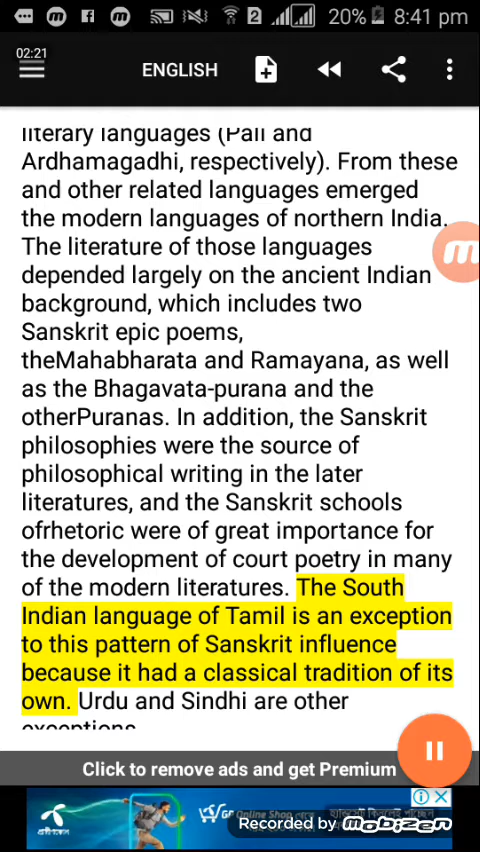 20% 8:41 pm
02:21
ENGLISH
literary languages (Pali and
Ardhamagadhi, respectively). From these
and other related languages emerged
the modern languages of northern India.
The literature of those languages
depended largely on the ancient Indian
background, which includes two
Sanskrit epic poems,
theMahabharata and Ramayana, as well
as the Bhagavata-purana and the
otherPuranas. In addition, the Sanskrit
philosophies were the source of
philosophical writing in the later
literatures, and the Sanskrit schools
ofrhetoric were of great importance for
the development of court poetry in many
of the modern literatures. The South
Indian language of Tamil is an exception
to this pattern of Sanskrit influence
because it had a classical tradition of its
own. Urdu and Sindhi are other
exceptions
Click to remove ads and get Premium
গ্রামীণফোন
GP Online Shop
Recorded by mobizen